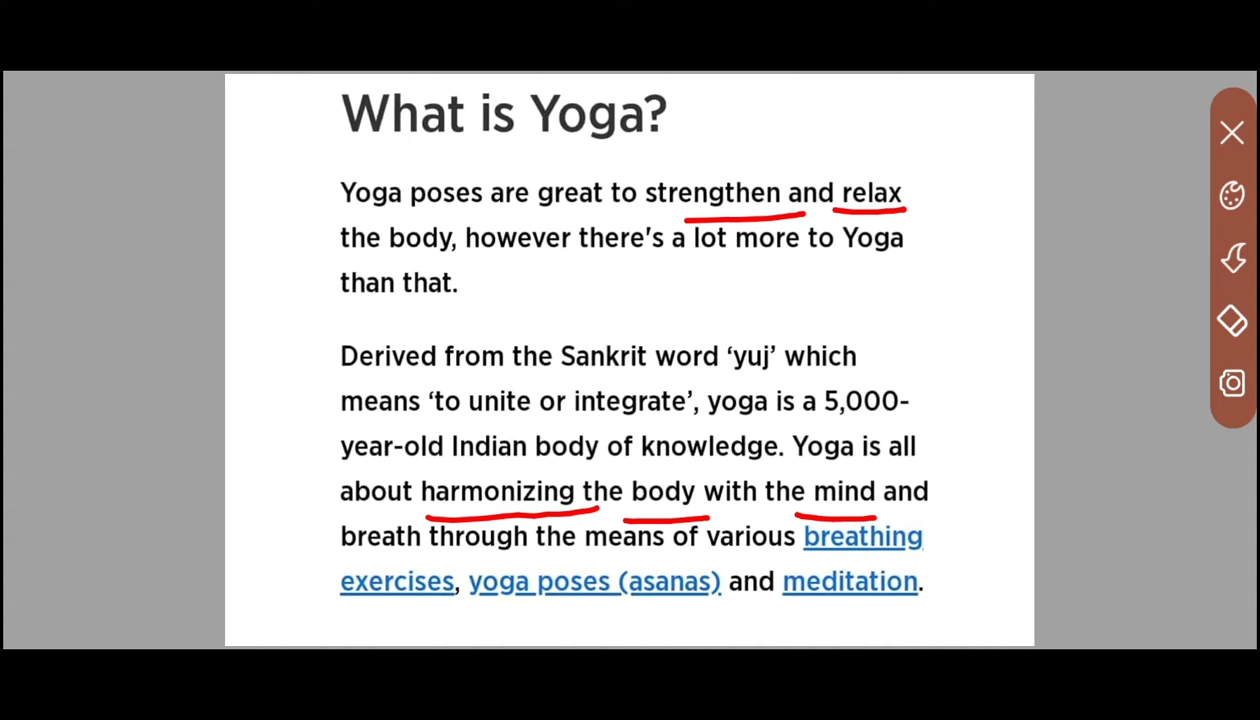 What is Yoga?
Yoga poses are great to strengthen and relax
the body, however there's a lot more to Yoga
than that.
Derived from the Sankrit word ‘yuj’ which
means ‘to unite or integrate’, yoga is a 5,000-
year-old Indian body of knowledge. Yoga is all
about harmonizing the body with the mind and
breath through the means of various breathing
exercises, yoga poses (asanas) and meditation.